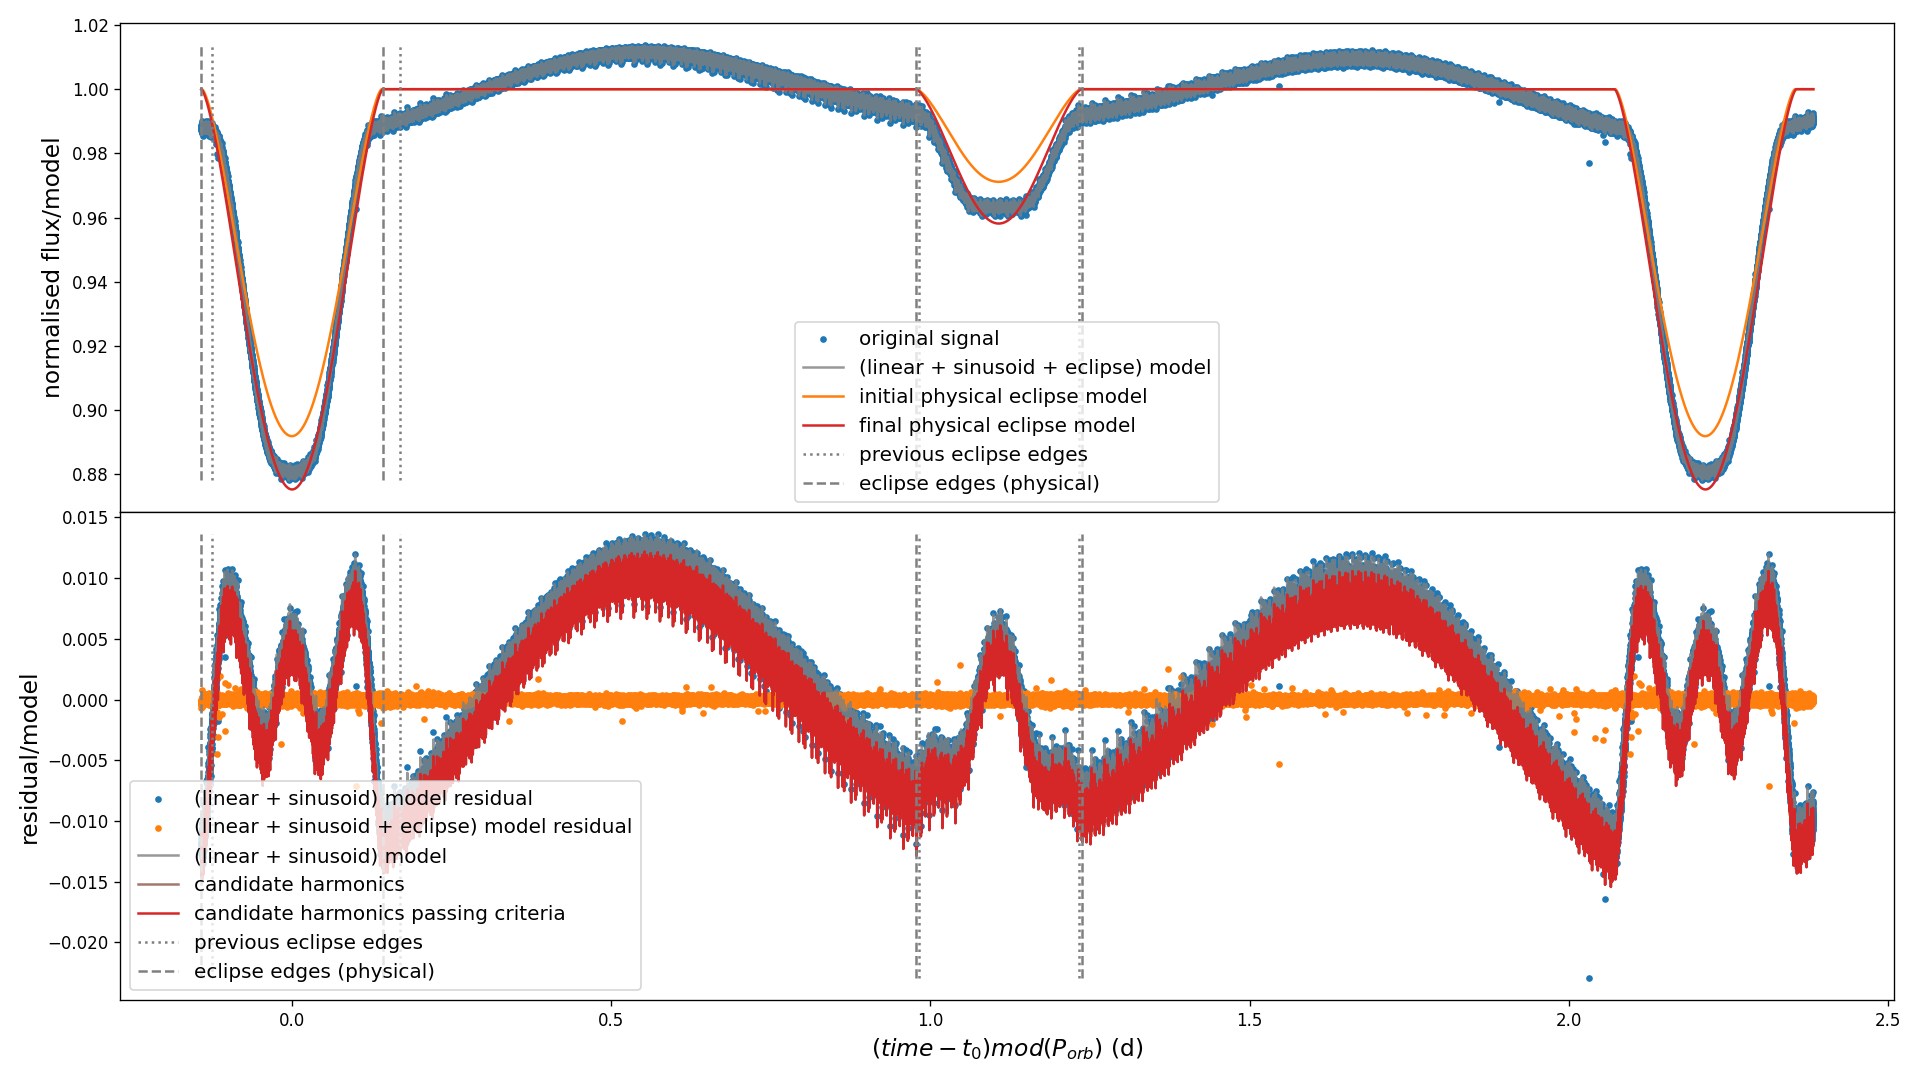 1.02
1.00
0.98
0.96
0.94
0.92
0.90
0.88
normalised flux/model
original signal
(linear + sinusoid + eclipse) model
initial physical eclipse model
final physical eclipse model
previous eclipse edges
eclipse edges (physical)
0.015
0.010
0.005
0.000
−0.005
−0.010
−0.015
−0.020
residual/model
(linear + sinusoid) model residual
(linear + sinusoid + eclipse) model residual
(linear + sinusoid) model
candidate harmonics
candidate harmonics passing criteria
previous eclipse edges
eclipse edges (physical)
0.0 0.5 1.0 1.5 2.0 2.5
(time − t₀)mod(Pₒᵣb) (d)